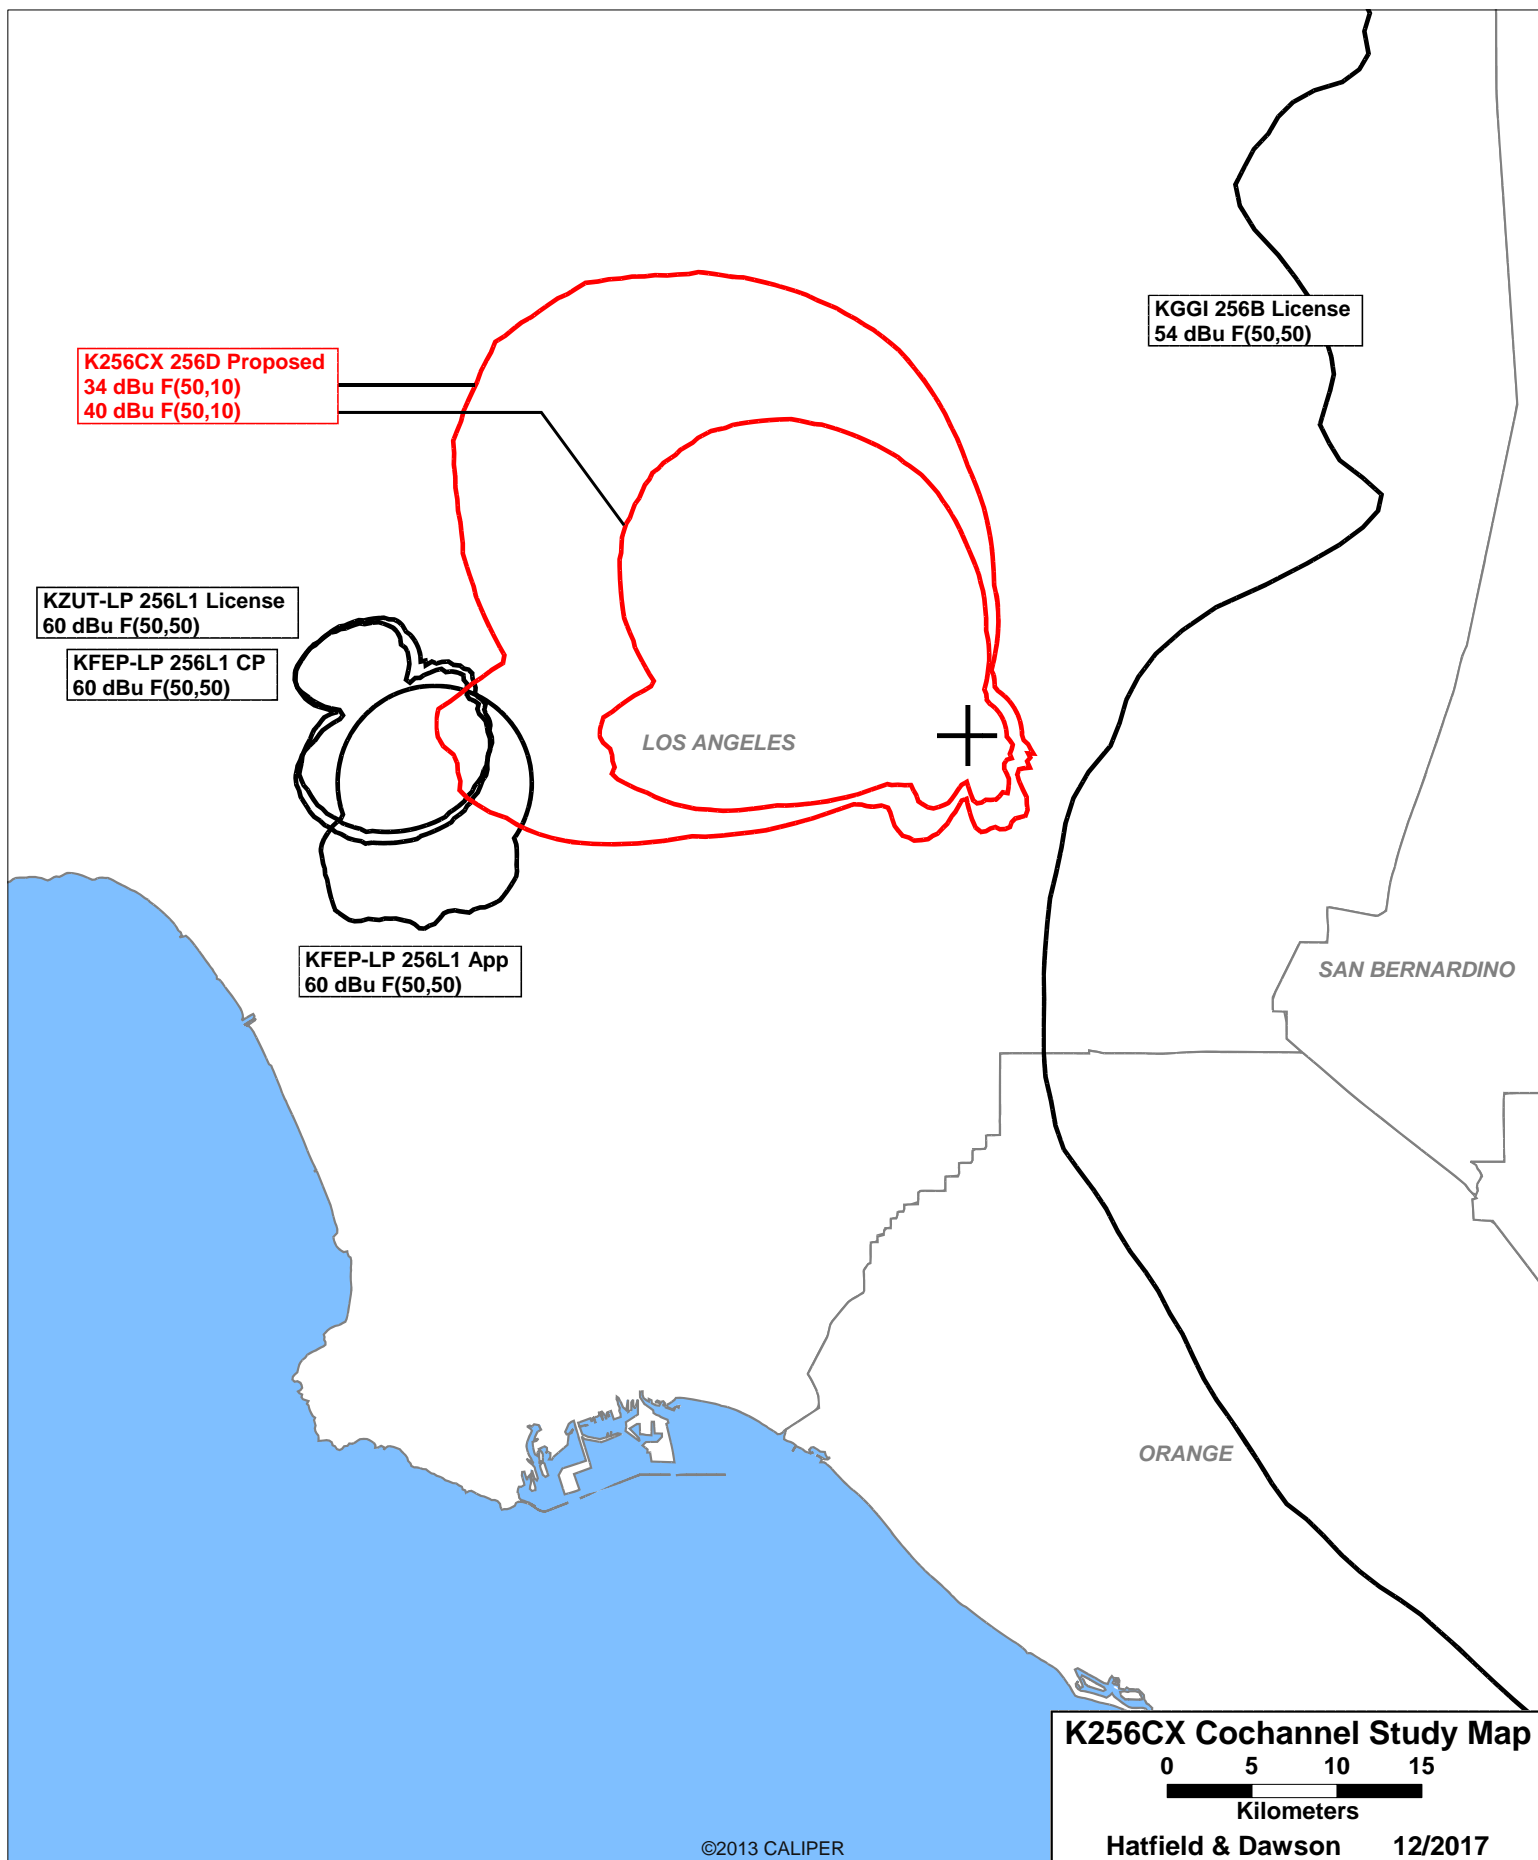 KGGI 256B License
54 dBu F(50,50)
K256CX 256D Proposed
34 dBu F(50,10)
40 dBu F(50,10)
KZUT-LP 256L1 License
60 dBu F(50,50)
KFEP-LP 256L1 CP
60 dBu F(50,50)
LOS ANGELES
KFEP-LP 256L1 App
60 dBu F(50,50)
SAN BERNARDINO
ORANGE
K256CX Cochannel Study Map
0 5 10 15
Kilometers
Hatfield & Dawson 12/2017
©2013 CALIPER